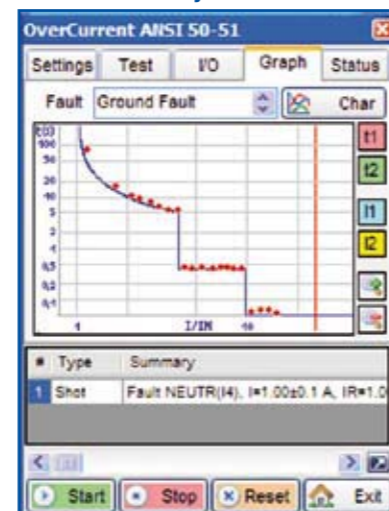 OverCurrent ANSI 50-51
Settings Test I/O Graph Status
Fault Ground Fault Char
t(s)
100
50
20
10
5
2
1
0,5
0,2
0,1
1 I/IN 10
t1
t2
I1
I2
# Type Summary
1 Shot Fault NEUTR(I4), I=1.00±0.1 A, IR=1.0
Start Stop Reset Exit